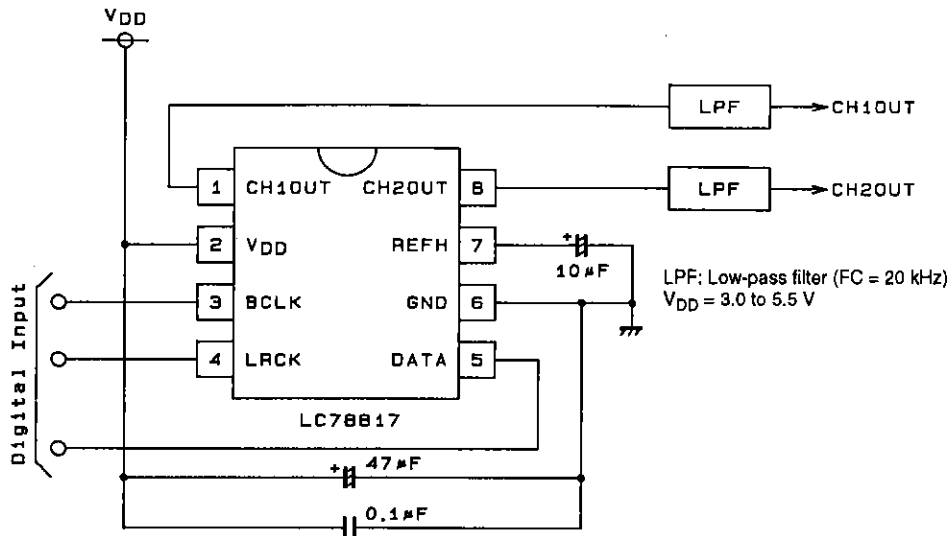 VDD
LPF
CH1OUT
LPF
CH2OUT
1 CH1OUT CH2OUT 8
2 VDD REFH 7
+
10μF
3 BCLK GND 6
4 LRCK DATA 5
LC78817
Digital Input
LPF: Low-pass filter (FC = 20 kHz)
VDD = 3.0 to 5.5 V
+ 47μF
0.1μF